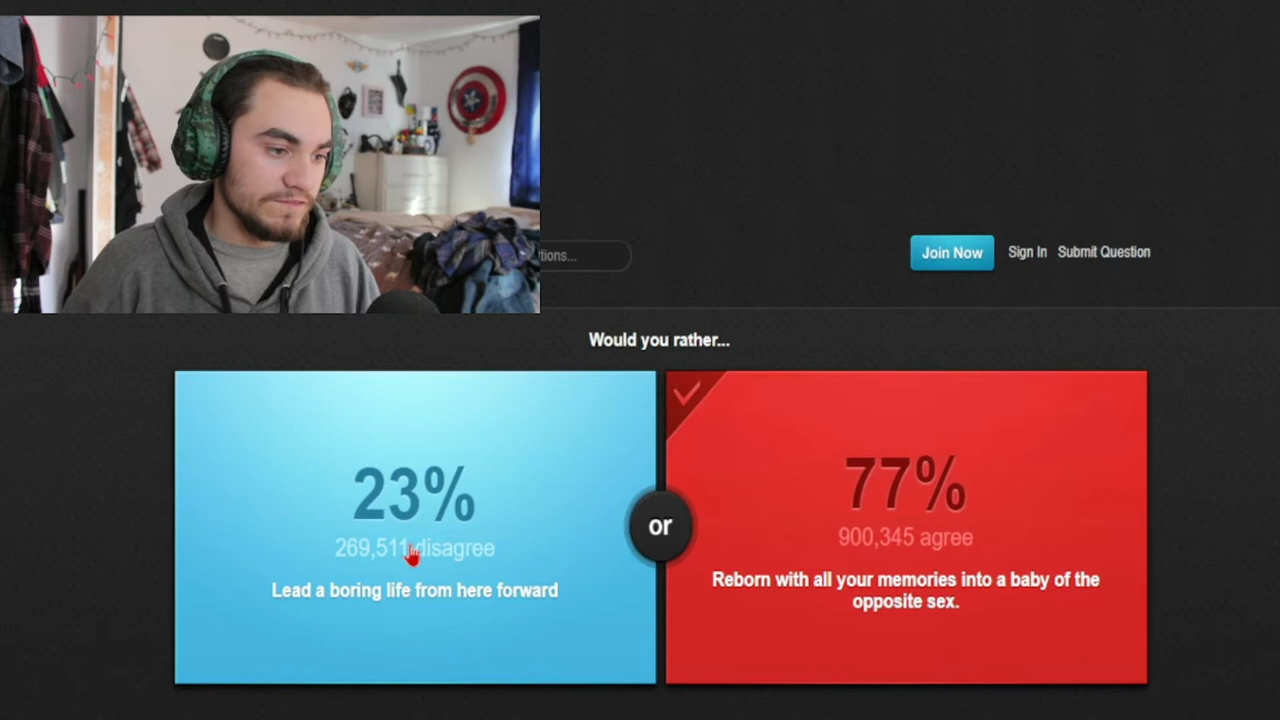 tions...
Join Now
Sign In
Submit Question
Would you rather...
23%
269,511 disagree
Lead a boring life from here forward
or
77%
900,345 agree
Reborn with all your memories into a baby of the
opposite sex.